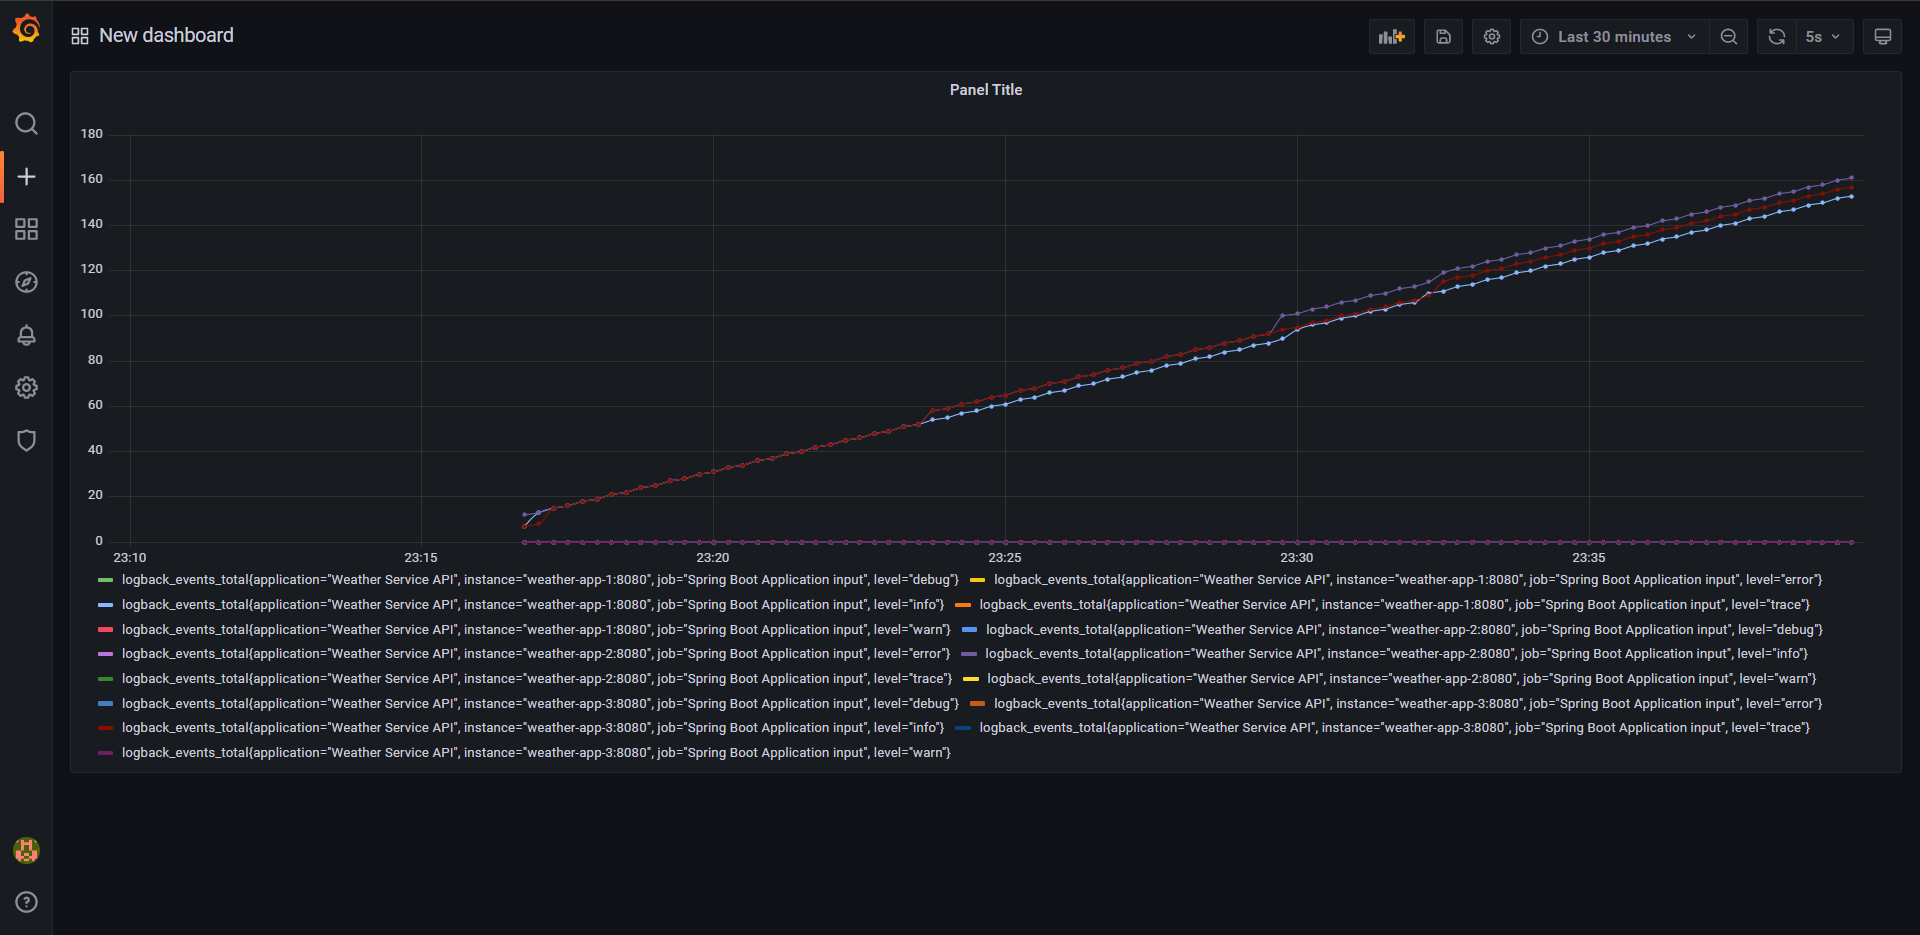 New dashboard
Last 30 minutes
5s
Panel Title
180
160
140
120
100
80
60
40
20
0
23:10 23:15 23:20 23:25 23:30 23:35
logback_events_total{application="Weather Service API", instance="weather-app-1:8080", job="Spring Boot Application input", level="debug"} logback_events_total{application="Weather Service API", instance="weather-app-1:8080", job="Spring Boot Application input", level="error"}
logback_events_total{application="Weather Service API", instance="weather-app-1:8080", job="Spring Boot Application input", level="info"} logback_events_total{application="Weather Service API", instance="weather-app-1:8080", job="Spring Boot Application input", level="trace"}
logback_events_total{application="Weather Service API", instance="weather-app-1:8080", job="Spring Boot Application input", level="warn"} logback_events_total{application="Weather Service API", instance="weather-app-2:8080", job="Spring Boot Application input", level="debug"}
logback_events_total{application="Weather Service API", instance="weather-app-2:8080", job="Spring Boot Application input", level="error"} logback_events_total{application="Weather Service API", instance="weather-app-2:8080", job="Spring Boot Application input", level="info"}
logback_events_total{application="Weather Service API", instance="weather-app-2:8080", job="Spring Boot Application input", level="trace"} logback_events_total{application="Weather Service API", instance="weather-app-2:8080", job="Spring Boot Application input", level="warn"}
logback_events_total{application="Weather Service API", instance="weather-app-3:8080", job="Spring Boot Application input", level="debug"} logback_events_total{application="Weather Service API", instance="weather-app-3:8080", job="Spring Boot Application input", level="error"}
logback_events_total{application="Weather Service API", instance="weather-app-3:8080", job="Spring Boot Application input", level="info"} logback_events_total{application="Weather Service API", instance="weather-app-3:8080", job="Spring Boot Application input", level="trace"}
logback_events_total{application="Weather Service API", instance="weather-app-3:8080", job="Spring Boot Application input", level="warn"}